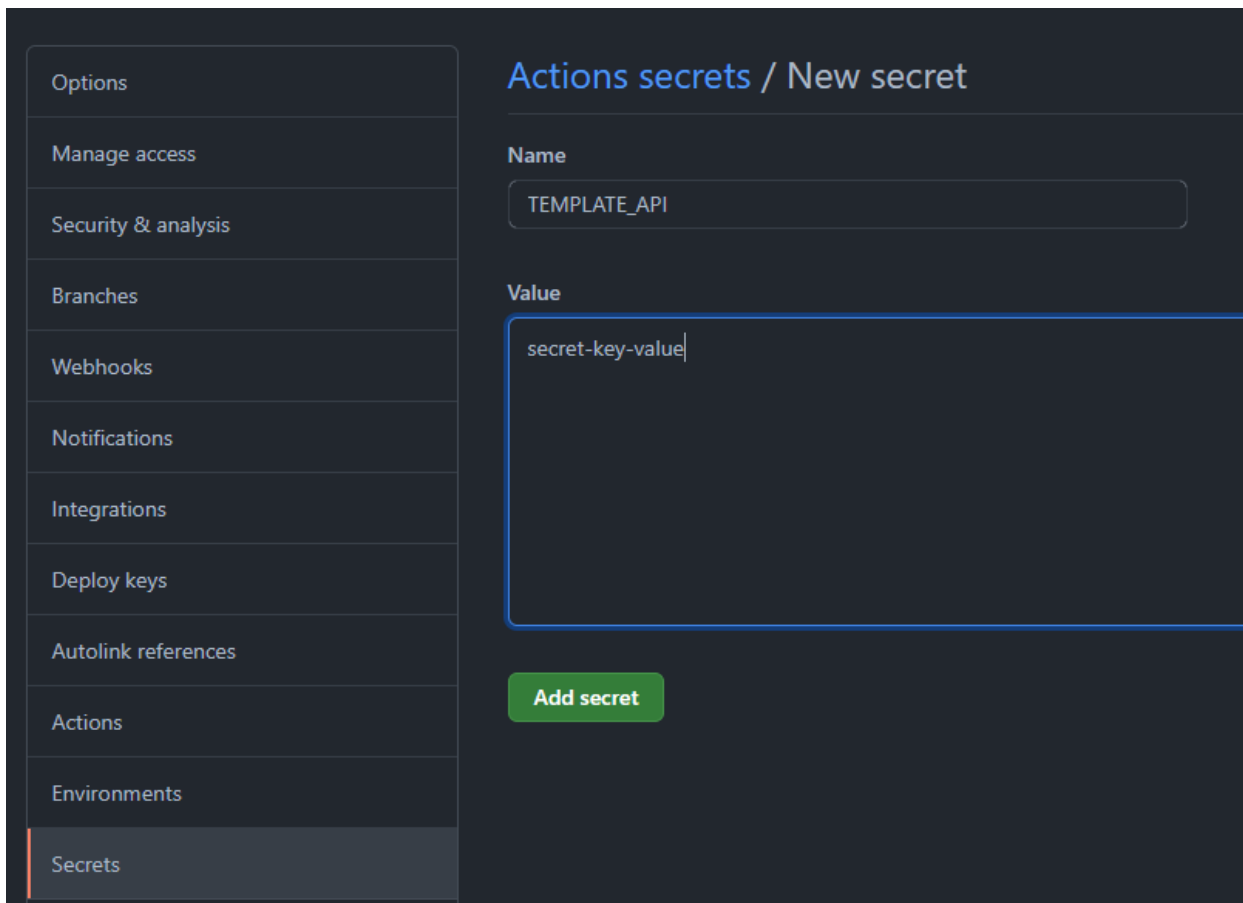 Options
Manage access
Security & analysis
Branches
Webhooks
Notifications
Integrations
Deploy keys
Autolink references
Actions
Environments
Secrets
Actions secrets / New secret
Name
TEMPLATE_API
Value
secret-key-value
Add secret